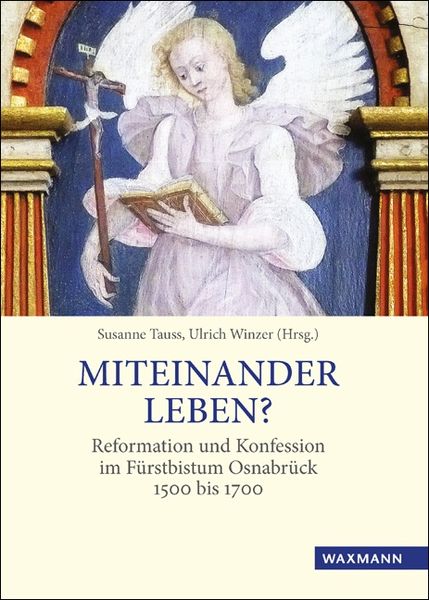 Susanne Tauss, Ulrich Winzer (Hrsg.)
MITEINANDER
LEBEN?
Reformation und Konfession
im Fürstbistum Osnabrück
1500 bis 1700
WAXMANN